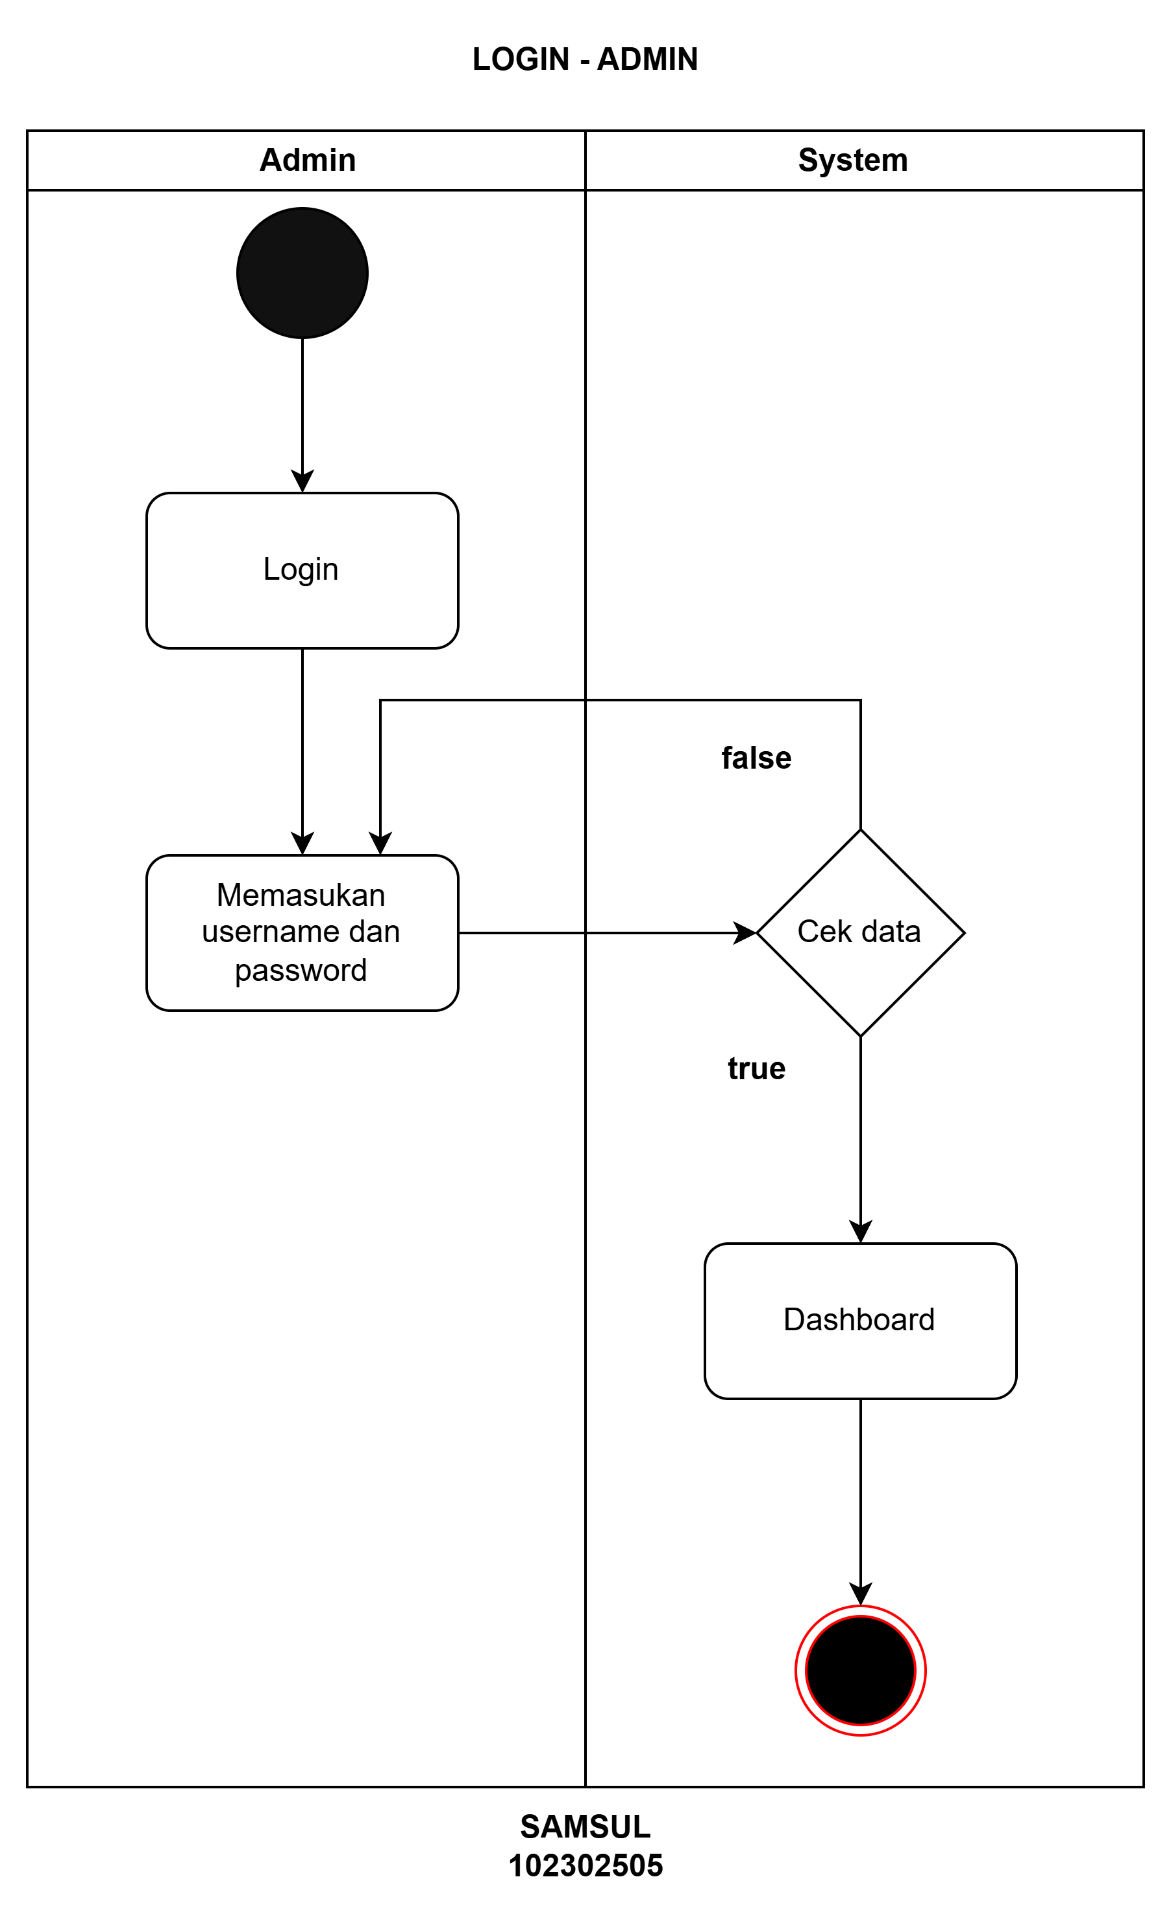 LOGIN - ADMIN
Admin
System
Login
false
Memasukan
username dan
password
Cek data
true
Dashboard
SAMSUL
102302505